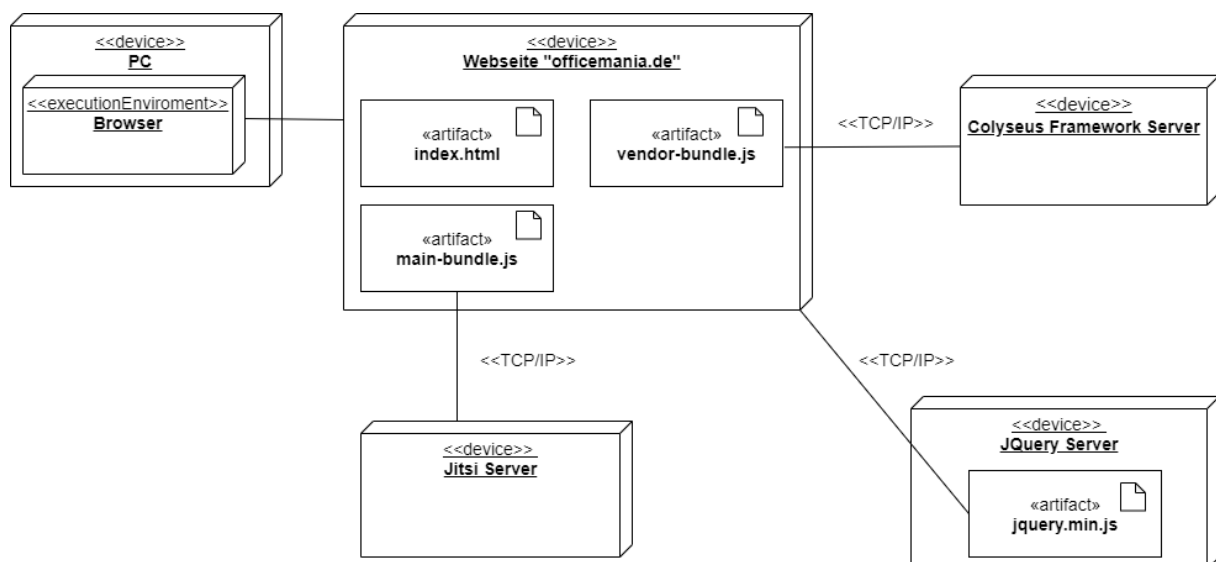 <<device>>
PC
<<executionEnviroment>>
Browser
<<device>>
Webseite "officemania.de"
«artifact»
index.html
«artifact»
vendor-bundle.js
«artifact»
main-bundle.js
<<TCP/IP>>
<<device>>
Colyseus Framework Server
<<TCP/IP>>
<<TCP/IP>>
<<device>>
Jitsi Server
<<device>>
JQuery Server
«artifact»
jquery.min.js